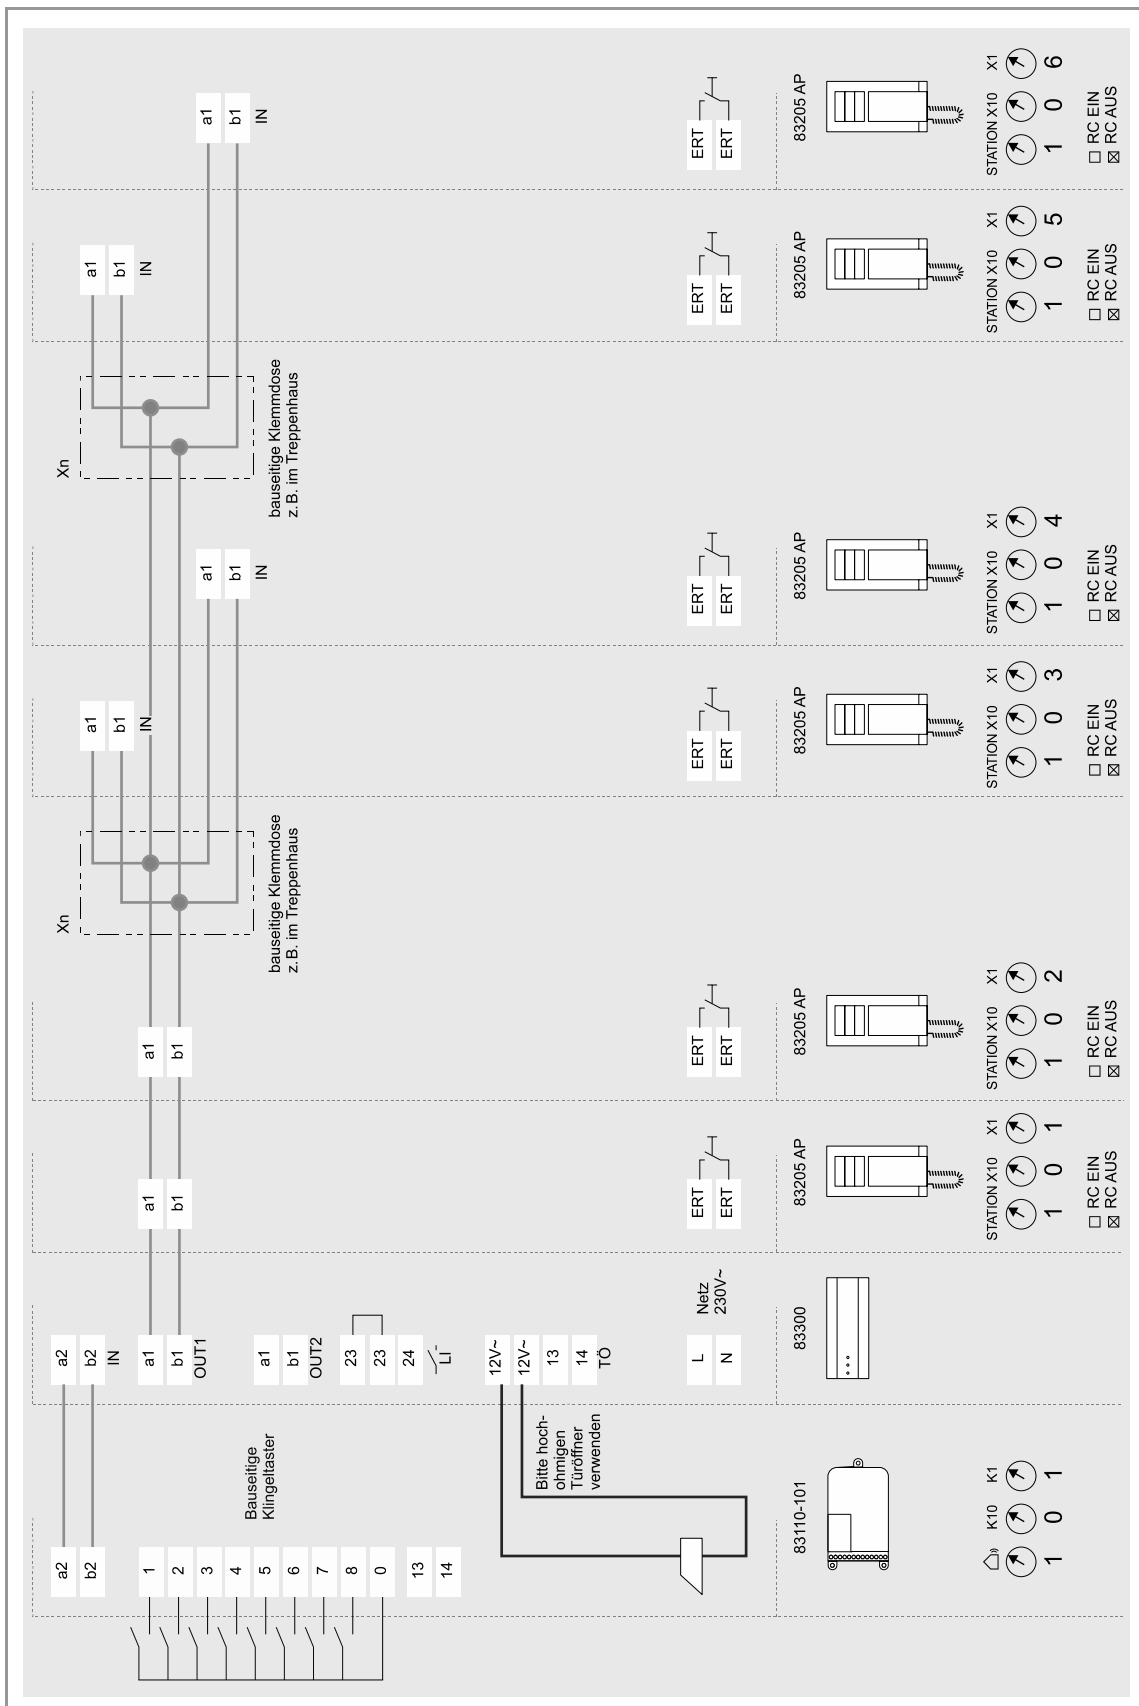 a2
b2
1
2
3
4
5
6
7
8
0
13
14
Bauseitige
Klingeltaster
Bitte hoch-
ohmigen
Türöffner
verwenden
83110-101
K10 K1
1 0 1
a2
b2
IN
a1
b1
OUT1
a1
b1
OUT2
23
23
24
LI
12V~
12V~
13
14
TÖ
L
N
Netz
230V~
83300
a1
b1
ERT
ERT
83205 AP
STATION X10 X1
1 0 1
RC EIN
RC AUS
a1
b1
ERT
ERT
83205 AP
STATION X10 X1
1 0 2
RC EIN
RC AUS
Xn
bauseitige Klemmdose
z.B. im Treppenhaus
a1
b1
IN
ERT
ERT
83205 AP
STATION X10 X1
1 0 3
RC EIN
RC AUS
a1
b1
IN
ERT
ERT
83205 AP
STATION X10 X1
1 0 4
RC EIN
RC AUS
Xn
bauseitige Klemmdose
z.B. im Treppenhaus
a1
b1
IN
ERT
ERT
83205 AP
STATION X10 X1
1 0 5
RC EIN
RC AUS
a1
b1
IN
ERT
ERT
83205 AP
STATION X10 X1
1 0 6
RC EIN
RC AUS